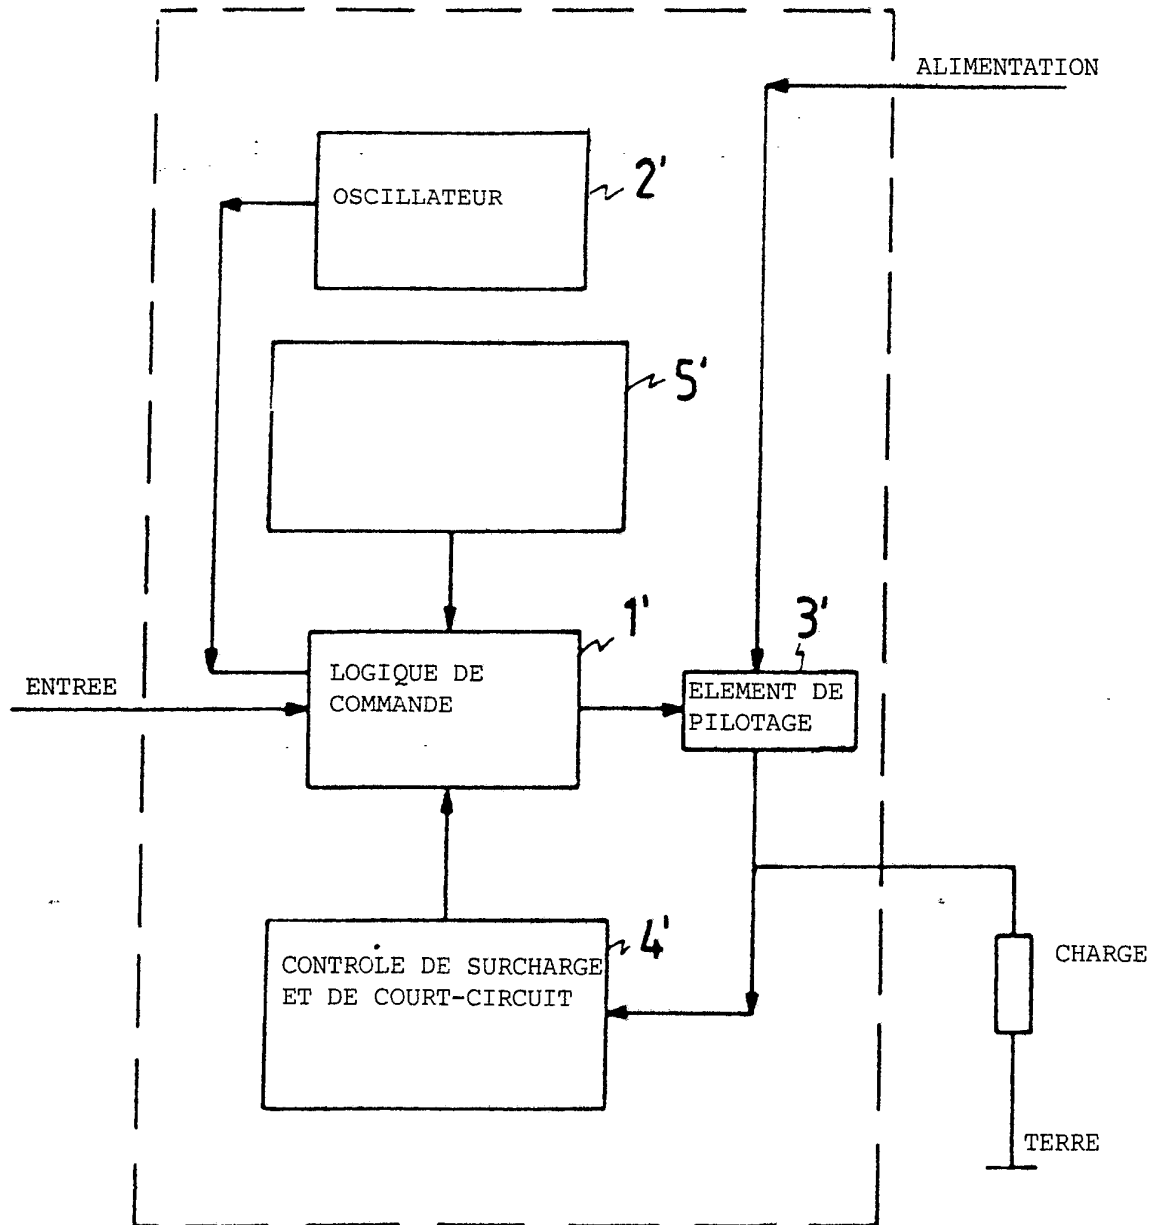 ALIMENTATION
OSCILLATEUR
2'
5'
1'
3'
ENTREE
LOGIQUE DE
COMMANDE
ELEMENT DE
PILOTAGE
4'
CONTROLE DE SURCHARGE
ET DE COURT-CIRCUIT
CHARGE
TERRE